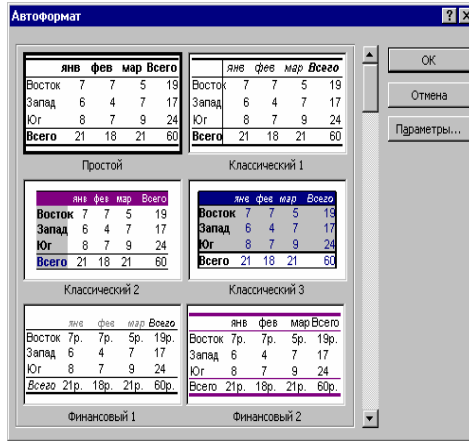 Автоформат
янв фев мар Всего
Восток 7 7 5 19
Запад 6 4 7 17
Юг 8 7 9 24
Всего 21 18 21 60
Простой
янв фев мар Всего
Восток 7 7 5 19
Запад 6 4 7 17
Юг 8 7 9 24
Всего 21 18 21 60
Классический 1
янв фев мар Всего
Восток 7 7 5 19
Запад 6 4 7 17
Юг 8 7 9 24
Всего 21 18 21 60
Классический 2
янв фев мар Всего
Восток 7 7 5 19
Запад 6 4 7 17
Юг 8 7 9 24
Всего 21 18 21 60
Классический 3
янв фев мар Всего
Восток 7р. 7р. 5р. 19р.
Запад 6 4 7 17
Юг 8 7 9 24
Всего 21р. 18р. 21р. 60р.
Финансовый 1
янв фев мар Всего
Восток 7р. 7р. 5р. 19р.
Запад 6 4 7 17
Юг 8 7 9 24
Всего 21р. 18р. 21р. 60р.
Финансовый 2
ОК
Отмена
Параметры...